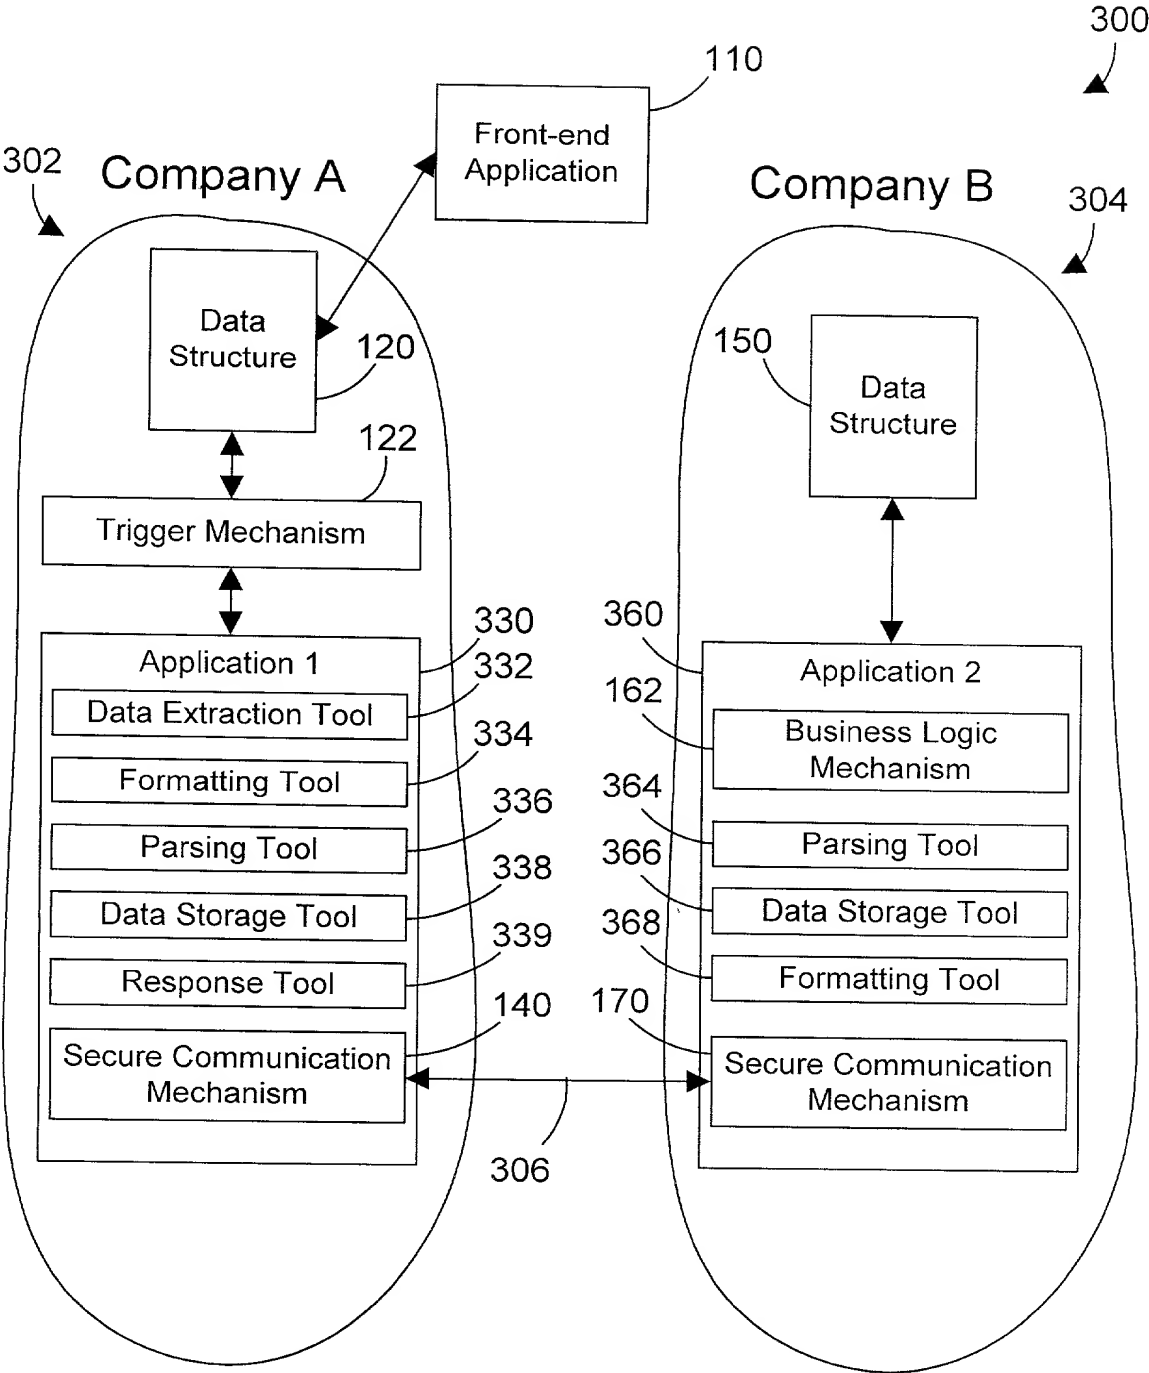 300
110
Front-end
Application
302
Company A
Company B
304
Data
Structure
120
150
Data
Structure
122
Trigger Mechanism
330
360
Application 1
332
Application 2
162
Data Extraction Tool
334
Business Logic
Mechanism
Formatting Tool
336
364
Parsing Tool
Parsing Tool
338
366
Data Storage Tool
Data Storage Tool
339
368
Response Tool
Formatting Tool
140
170
Secure Communication
Mechanism
Secure Communication
Mechanism
306